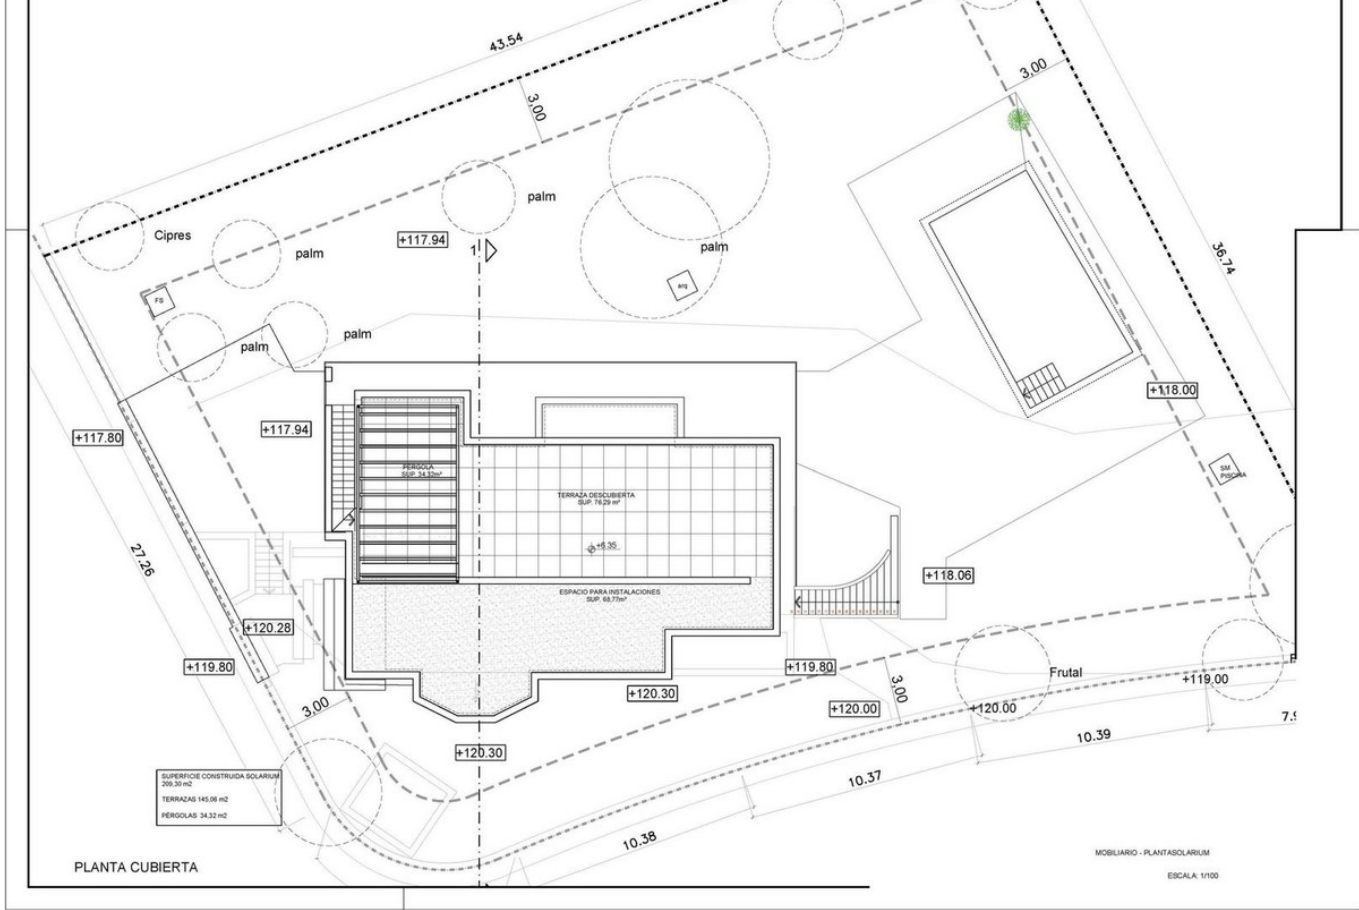 43.54
3,00
3,00
palm
Cipres
+117.94
1
palm
palm
36.74
arq
FS
palm
palm
+118.00
+117.94
+117.80
PERGOLA
SUP. 34,32m²
TERRAZA DESCUBIERTA
SUP. 76,29 m²
SM
PISCINA
+6.35
27.26
ESPACIO PARA INSTALACIONES
SUP. 68,77m²
+118.06
+120.28
+119.80
+119.80
Frutal
+119.00
3,00
+120.30
3,00
+120.00
+120.00
7.9
+120.30
10.39
SUPERFICIE CONSTRUIDA SOLARIUM
209,30 m2
TERRAZAS 145,06 m2
PERGOLAS 34,32 m2
10.37
10.38
MOBILIARIO - PLANTASOLARIUM
PLANTA CUBIERTA
ESCALA: 1/100